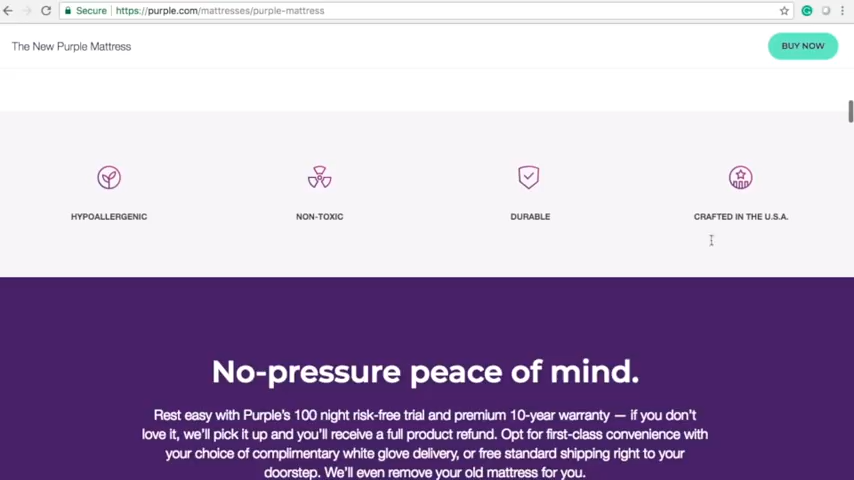 Secure
https://purple.com/mattresses/purple-mattress
The New Purple Mattress
BUY NOW
HYPOALLERGENIC
NON-TOXIC
DURABLE
CRAFTED IN THE U.S.A.
No-pressure peace of mind.
Rest easy with Purple's 100 night risk-free trial and premium 10-year warranty — if you don't
love it, we'll pick it up and you'll receive a full product refund. Opt for first-class convenience with
your choice of complimentary white glove delivery, or free standard shipping right to your
doorstep. We'll even remove your old mattress for you.